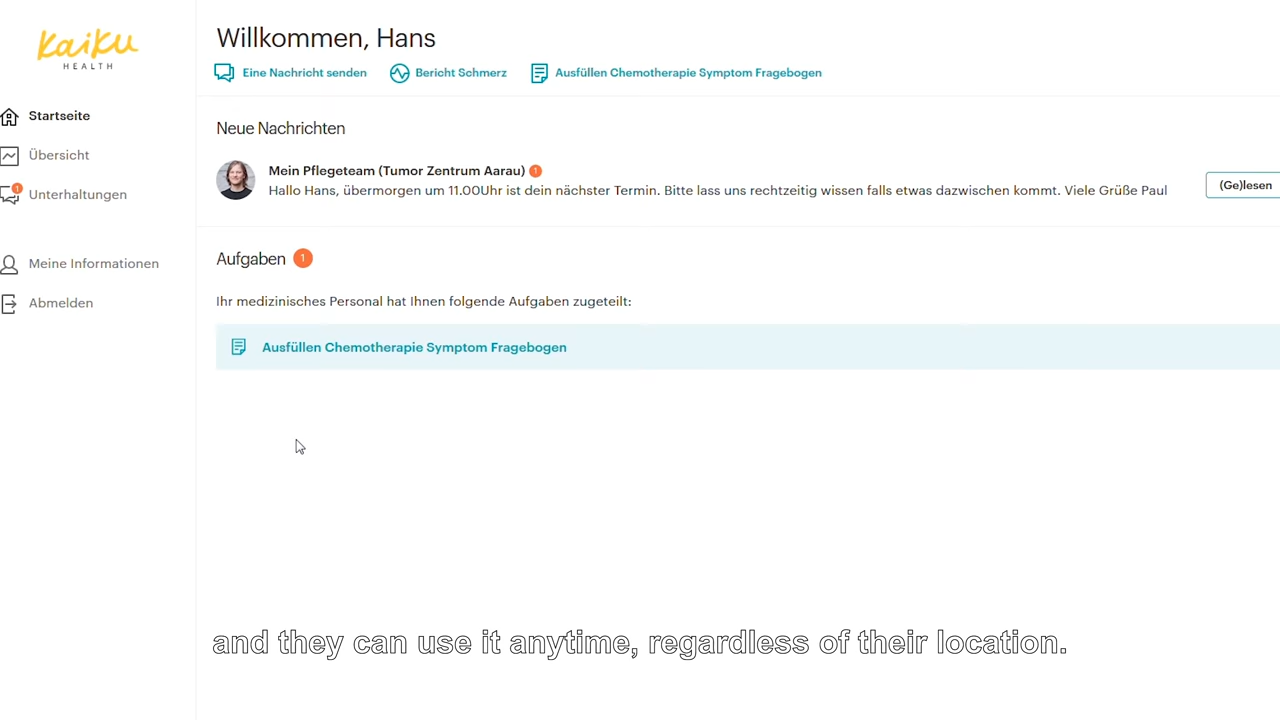 Kaiku
HEALTH
Startseite
Übersicht
1
Unterhaltungen
Meine Informationen
Abmelden
Willkommen, Hans
Eine Nachricht senden
Bericht Schmerz
Ausfüllen Chemotherapie Symptom Fragebogen
Neue Nachrichten
Mein Pflegeteam (Tumor Zentrum Aarau) 1
Hallo Hans, übermorgen um 11.00Uhr ist dein nächster Termin. Bitte lass uns rechtzeitig wissen falls etwas dazwischen kommt. Viele Grüße Paul
(Ge)lesen
Aufgaben 1
Ihr medizinisches Personal hat Ihnen folgende Aufgaben zugeteilt:
Ausfüllen Chemotherapie Symptom Fragebogen
and they can use it anytime, regardless of their location.